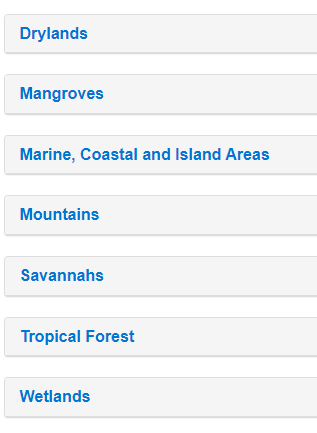 Drylands
Mangroves
Marine, Coastal and Island Areas
Mountains
Savannahs
Tropical Forest
Wetlands